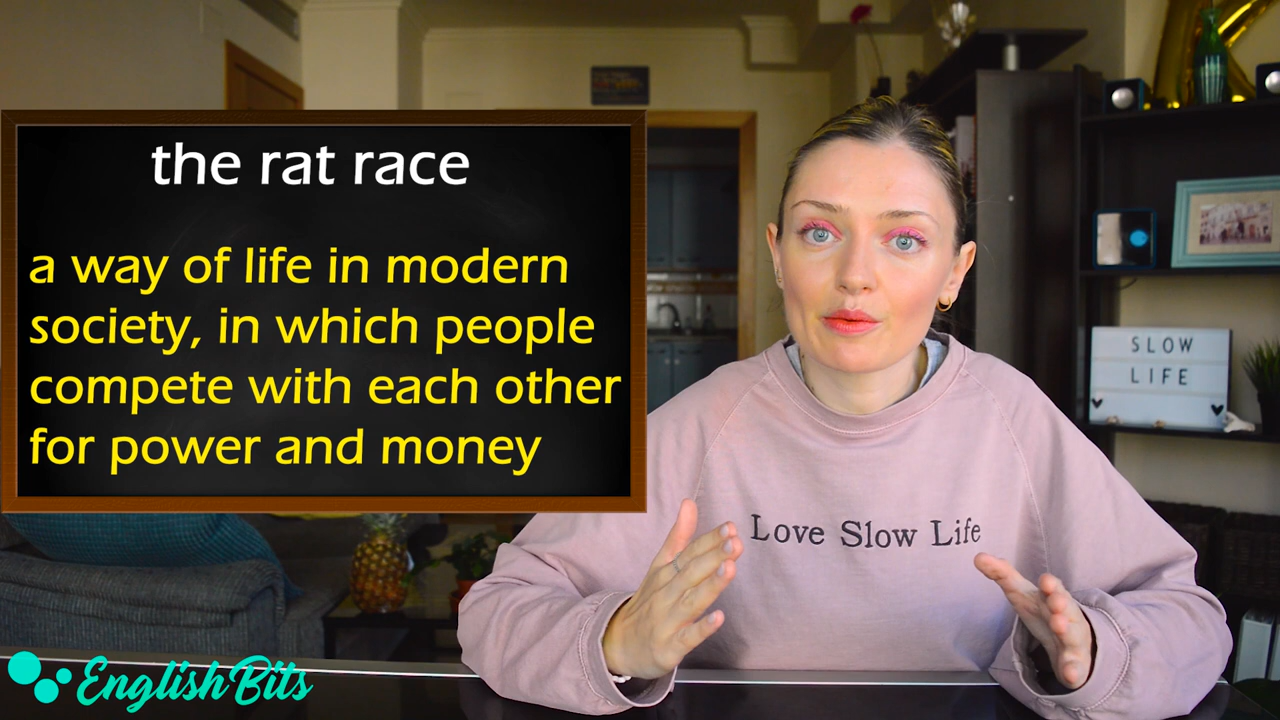 the rat race
a way of life in modern
society, in which people
compete with each other
for power and money
SLOW
LIFE
Love Slow Life
EnglishBits